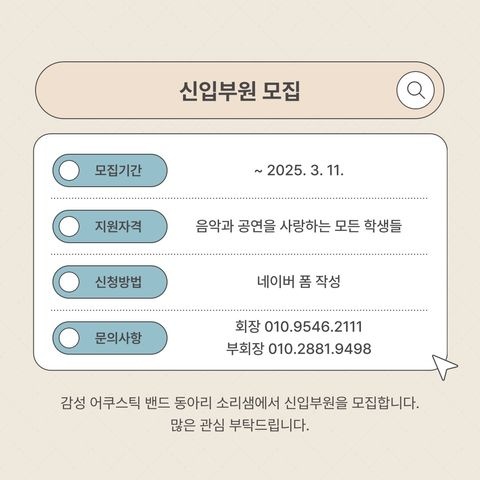 신입부원 모집
모집기간 ~ 2025. 3. 11.
지원자격 음악과 공연을 사랑하는 모든 학생들
신청방법 네이버 폼 작성
문의사항
회장 010.9546.2111
부회장 010.2881.9498
감성 어쿠스틱 밴드 동아리 소리샘에서 신입부원을 모집합니다.
많은 관심 부탁드립니다.